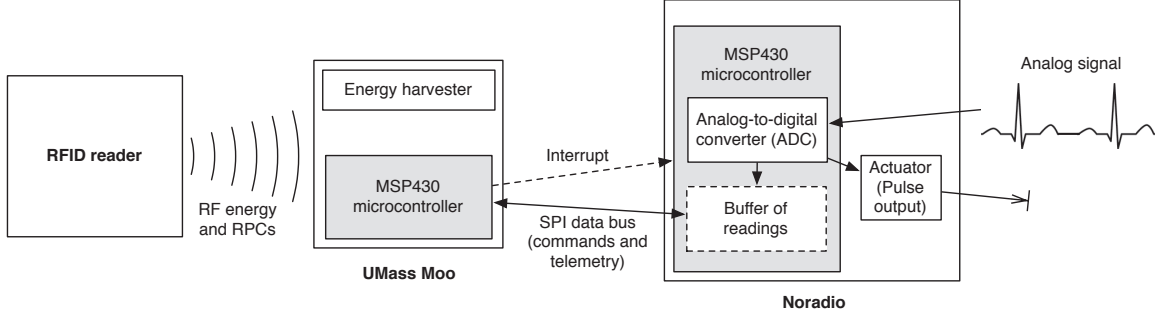 RFID reader
RF energy
and RPCs
Energy harvester
MSP430
microcontroller
UMass Moo
Interrupt
SPI data bus
(commands and
telemetry)
MSP430
microcontroller
Analog-to-digital
converter (ADC)
Buffer of
readings
Actuator
(Pulse
output)
Noradio
Analog signal